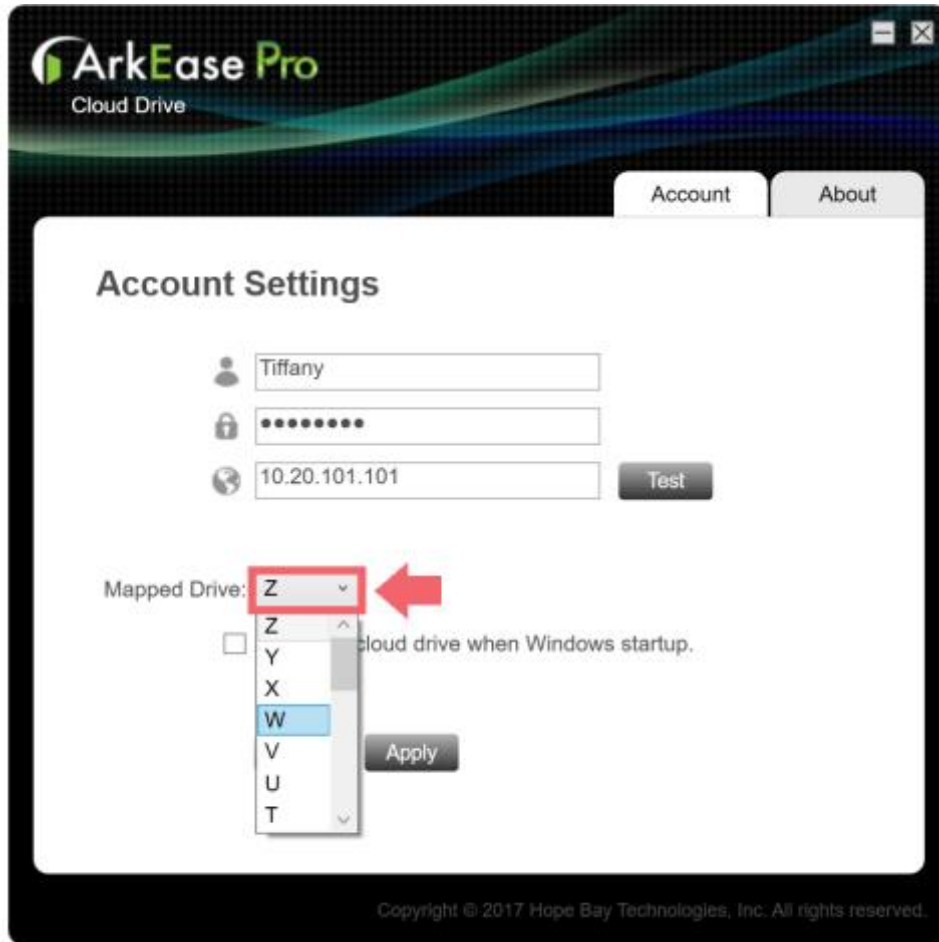 ArkEase Pro
Cloud Drive
Account About
Account Settings
Tiffany
••••••••
10.20.101.101 Test
Mapped Drive: Z
Z
cloud drive when Windows startup.
Y
X
W
V
Apply
U
T
Copyright © 2017 Hope Bay Technologies, Inc. All rights reserved.